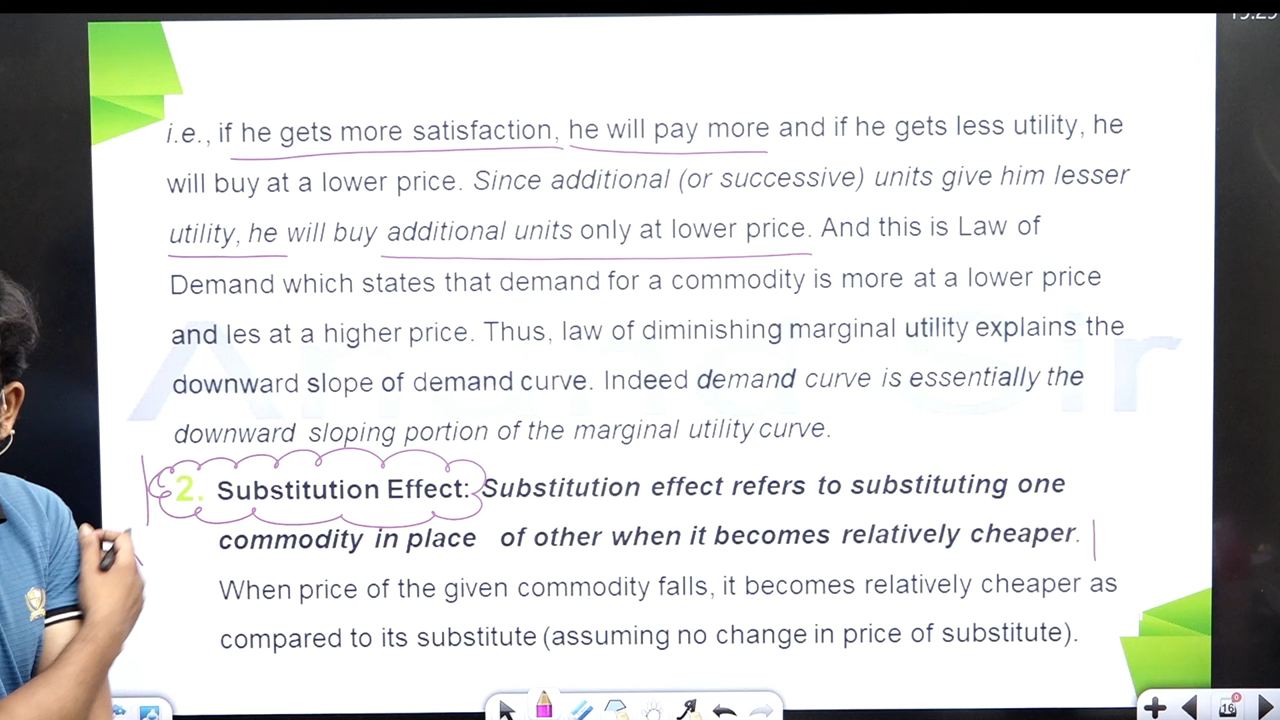 i.e., if he gets more satisfaction, he will pay more and if he gets less utility, he
will buy at a lower price. Since additional (or successive) units give him lesser
utility, he will buy additional units only at lower price. And this is Law of
Demand which states that demand for a commodity is more at a lower price
and les at a higher price. Thus, law of diminishing marginal utility explains the
downward slope of demand curve. Indeed demand curve is essentially the
downward sloping portion of the marginal utility curve.
2. Substitution Effect: Substitution effect refers to substituting one
commodity in place of other when it becomes relatively cheaper.
When price of the given commodity falls, it becomes relatively cheaper as
compared to its substitute (assuming no change in price of substitute).
Anand Sir
16